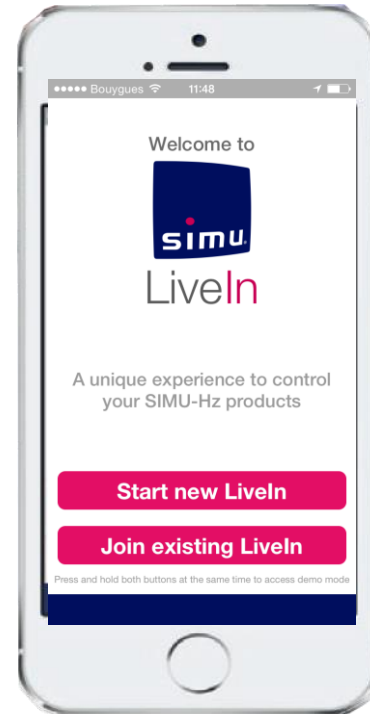 Bouygues 11:48
Welcome to
simu
LiveIn
A unique experience to control
your SIMU-Hz products
Start new LiveIn
Join existing LiveIn
Press and hold both buttons at the same time to access demo mode